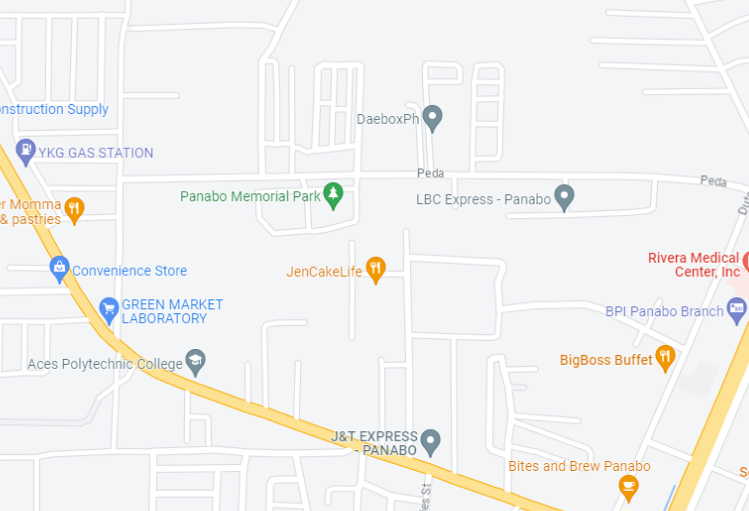 onstruction Supply
DaeboxPh
YKG GAS STATION
Peda
Peda
Panabo Memorial Park
LBC Express - Panabo
er Momma
& pastries
Rivera Medical
Center, Inc
Convenience Store
JenCakeLife
GREEN MARKET
LABORATORY
BPI Panabo Branch
Aces Polytechnic College
BigBoss Buffet
J&T EXPRESS
- PANABO
Bites and Brew Panabo
es St